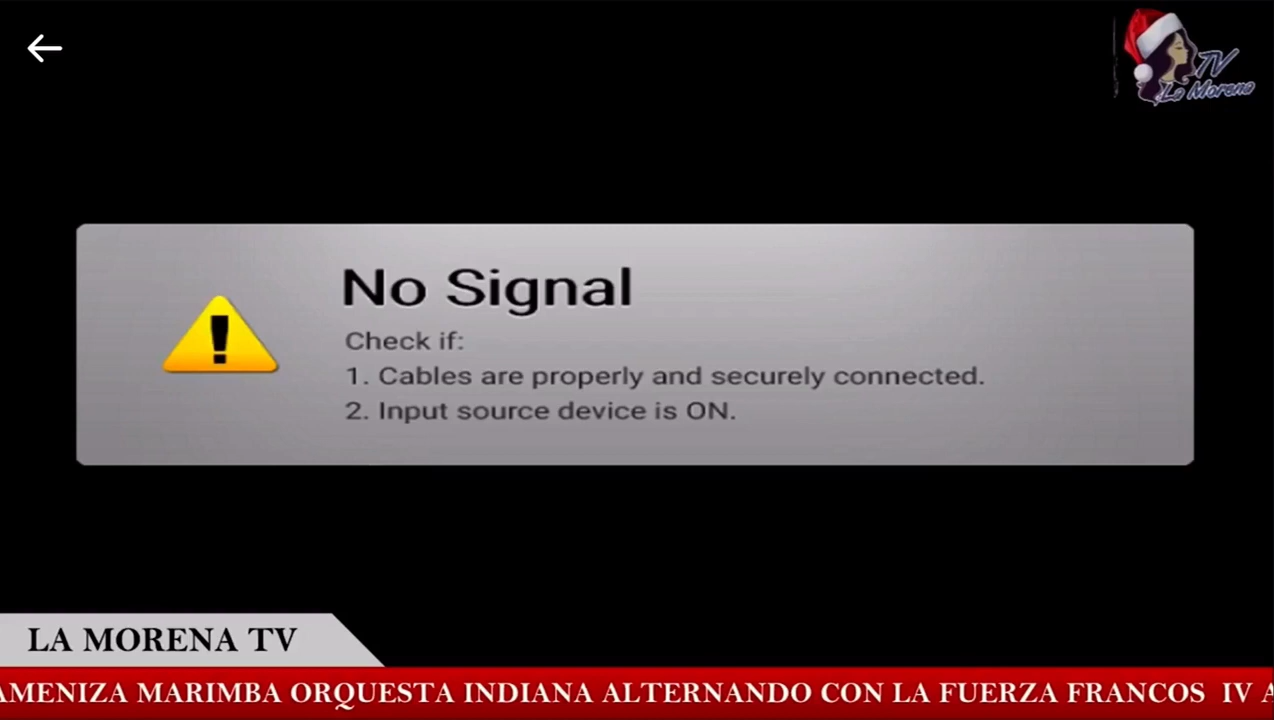 TV
La Morena
No Signal
Check if:
1. Cables are properly and securely connected.
2. Input source device is ON.
LA MORENA TV
AMENIZA MARIMBA ORQUESTA INDIANA ALTERNANDO CON LA FUERZA FRANCOS IV A